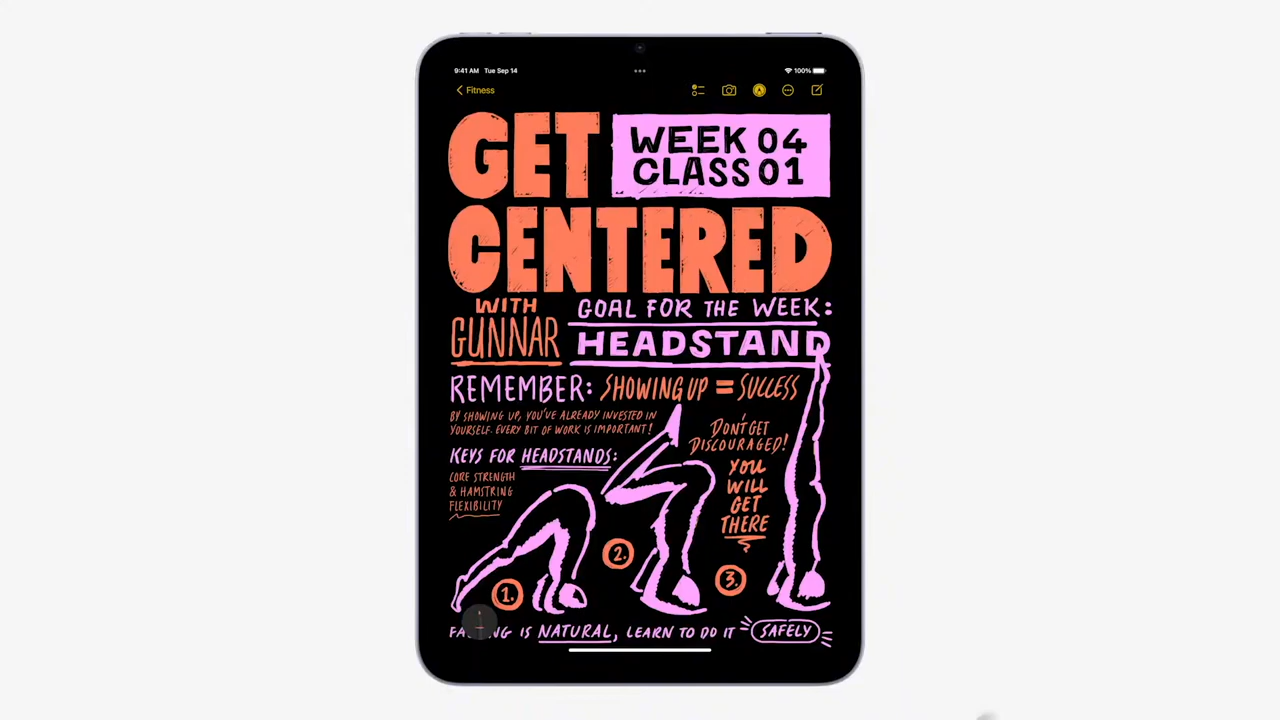 9:41 AM Tue Sep 14
100%
Fitness
GET
WEEK 04
CLASS 01
CENTERED
WITH
GUNNAR
GOAL FOR THE WEEK:
HEADSTAND
REMEMBER: SHOWING UP = SUCCESS
BY SHOWING UP, YOU'VE ALREADY INVESTED IN
YOURSELF. EVERY BIT OF WORK IS IMPORTANT!
DON'T GET
DISCOURAGED!
YOU
WILL
GET
THERE
KEYS FOR HEADSTANDS:
CORE STRENGTH
& HAMSTRING
FLEXIBILITY
1.
2.
3.
IS NATURAL, LEARN TO DO IT SAFELY